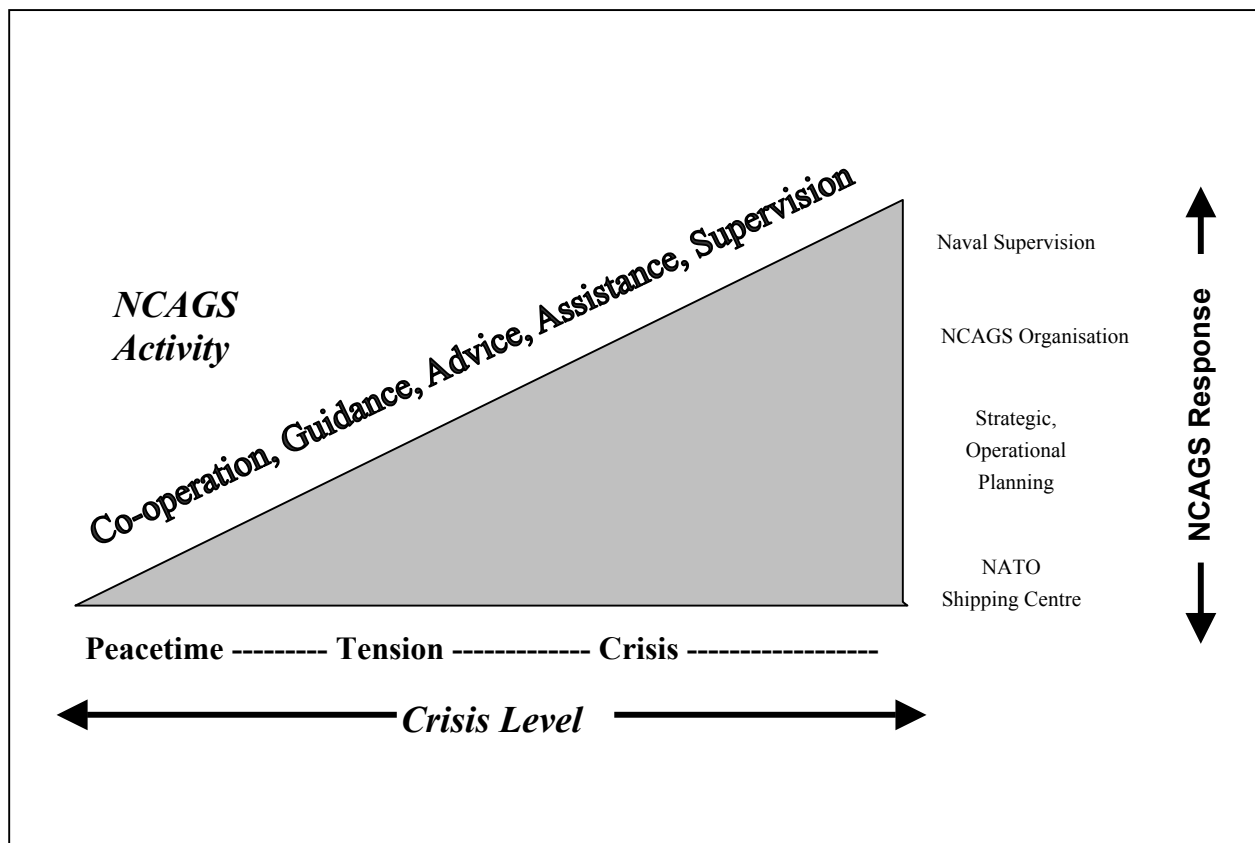 NCAGS
Activity
Co-operation, Guidance, Advice, Assistance, Supervision
Naval Supervision
NCAGS Organisation
Strategic,
Operational
Planning
NATO
Shipping Centre
NCAGS Response
Peacetime --------- Tension ------------- Crisis ------------------
Crisis Level